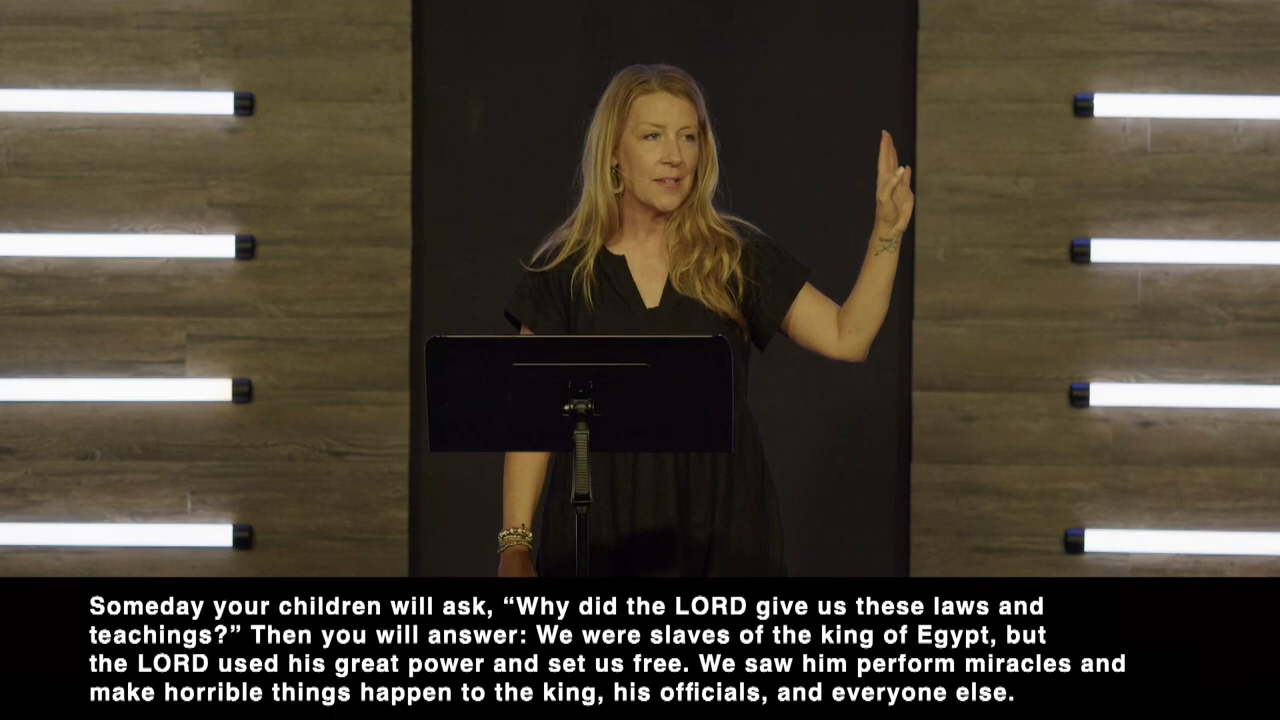 Someday your children will ask, “Why did the LORD give us these laws and
teachings?” Then you will answer: We were slaves of the king of Egypt, but
the LORD used his great power and set us free. We saw him perform miracles and
make horrible things happen to the king, his officials, and everyone else.